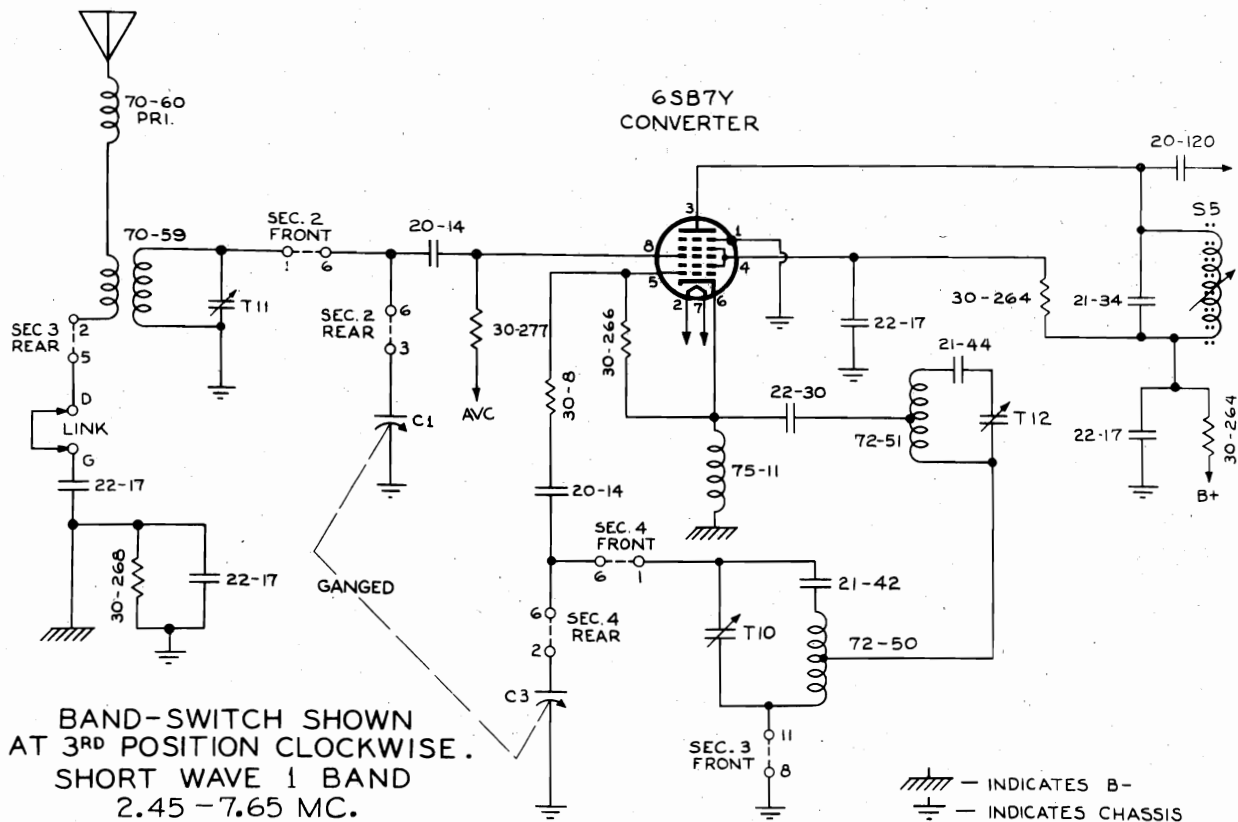 70-60
PRI.
6SB7Y
CONVERTER
20-120
3
1
S5
70-59
SEC. 2
FRONT
20-14
8
4
1
6
5
2
7
6
T11
30-264
21-34
SEC 3
REAR
2
5
6
SEC. 2
REAR
3
30-277
30-266
22-17
21-44
30-8
D
LINK
G
C1
AVC
22-30
72-51
T12
22-17
30-264
22-17
75-11
B+
20-14
SEC. 4
FRONT
6
1
30-268
22-17
GANGED
21-42
6
SEC. 4
REAR
2
T10
72-50
C3
BAND-SWITCH SHOWN
AT 3RD POSITION CLOCKWISE.
SHORT WAVE 1 BAND
2.45-7.65 MC.
SEC. 3
FRONT
11
8
— INDICATES B-
— INDICATES CHASSIS